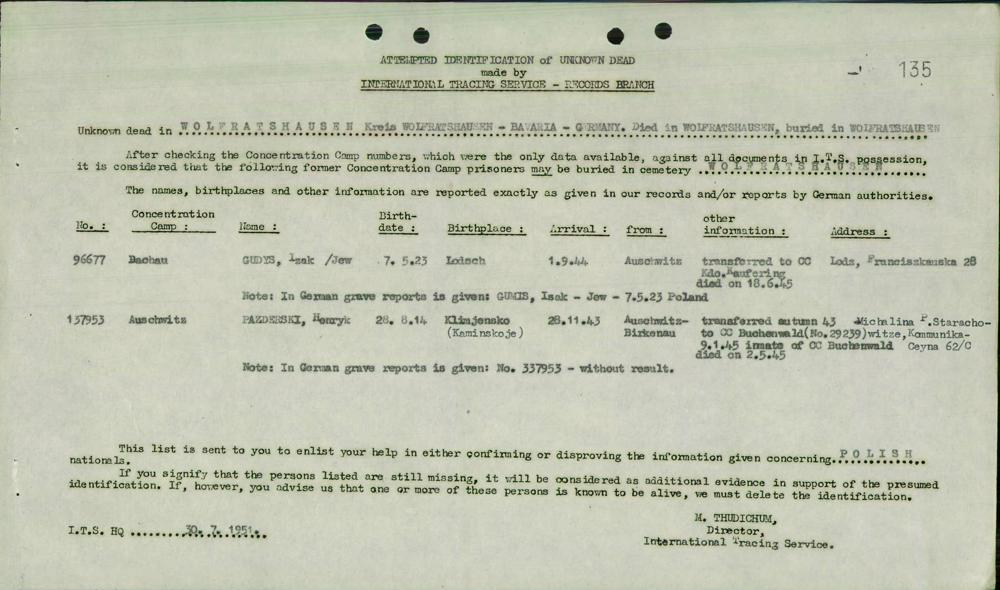 ATTEMPTED IDENTIFICATION of UNKNOWN DEAD
made by
INTERNATIONAL TRACING SERVICE - RECORDS BRANCH
135
Unknown dead in WOLFRATSHAUSEN Kreis WOLFRATSHAUSEN - BAVARIA - GERMANY. Died in WOLFRATSHAUSEN, buried in WOLFRATSHAUSEN
After checking the Concentration Camp numbers, which were the only data available, against all documents in I.T.S. possession,
it is considered that the following former Concentration Camp prisoners may be buried in cemetery WOLFRATSHAUSEN
The names, birthplaces and other information are reported exactly as given in our records and/or reports by German authorities.
No. : Concentration Camp : Name : Birth-date : Birthplace : Arrival : from : other information : Address :
96677 Dachau GUDYS, Izak /Jew 7. 5.23 Lodsch 1.9.44 Auschwitz transferred to CC Lodz, Franciszkanska 28
Kdo. Kaufering
died on 18.6.45
Note: In German grave reports is given: GUMIS, Isak - Jew - 7.5.23 Poland
137953 Auschwitz PAZDERSKI, Henryk 28. 8.14 Klimjensko 28.11.43 Auschwitz- transferred autumn 43 Michalina P.Staracho-
(Kaminskoje) Birkenau to CC Buchenwald(No.29239)witze,Kommunika-
9.1.45 inmate of CC Buchenwald Ceyna 62/C
died on 2.5.45
Note: In German grave reports is given: No. 337953 - without result.
This list is sent to you to enlist your help in either confirming or disproving the information given concerning..POLISH
nationals.
If you signify that the persons listed are still missing, it will be considered as additional evidence in support of the presumed
identification. If, however, you advise us that one or more of these persons is known to be alive, we must delete the identification.
I.T.S. HQ ........30. 7. 1951.
M. THUDICHUM,
Director,
International Tracing Service.